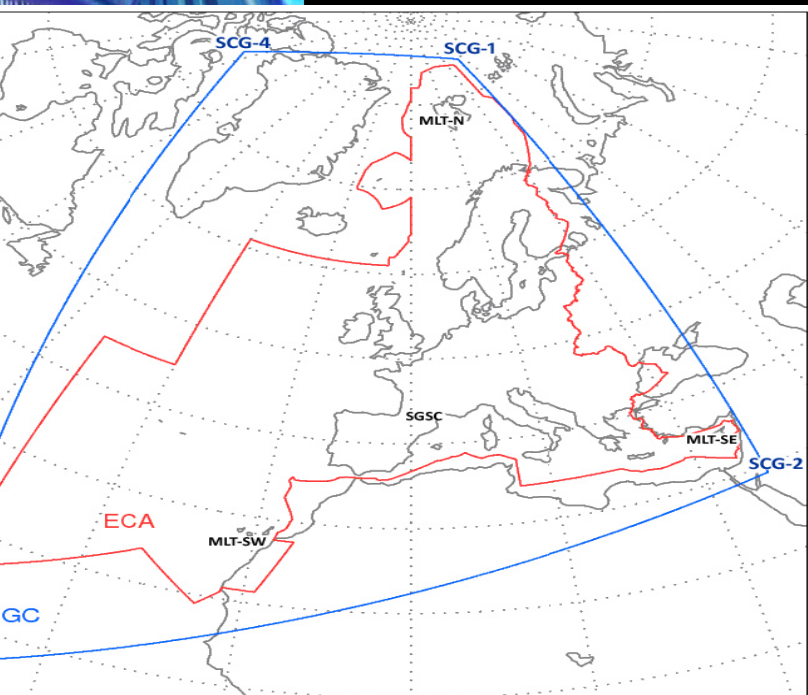 SCG-4
SCG-1
MLT-N
SGSC
MLT-SE
SCG-2
ECA
MLT-SW
GC